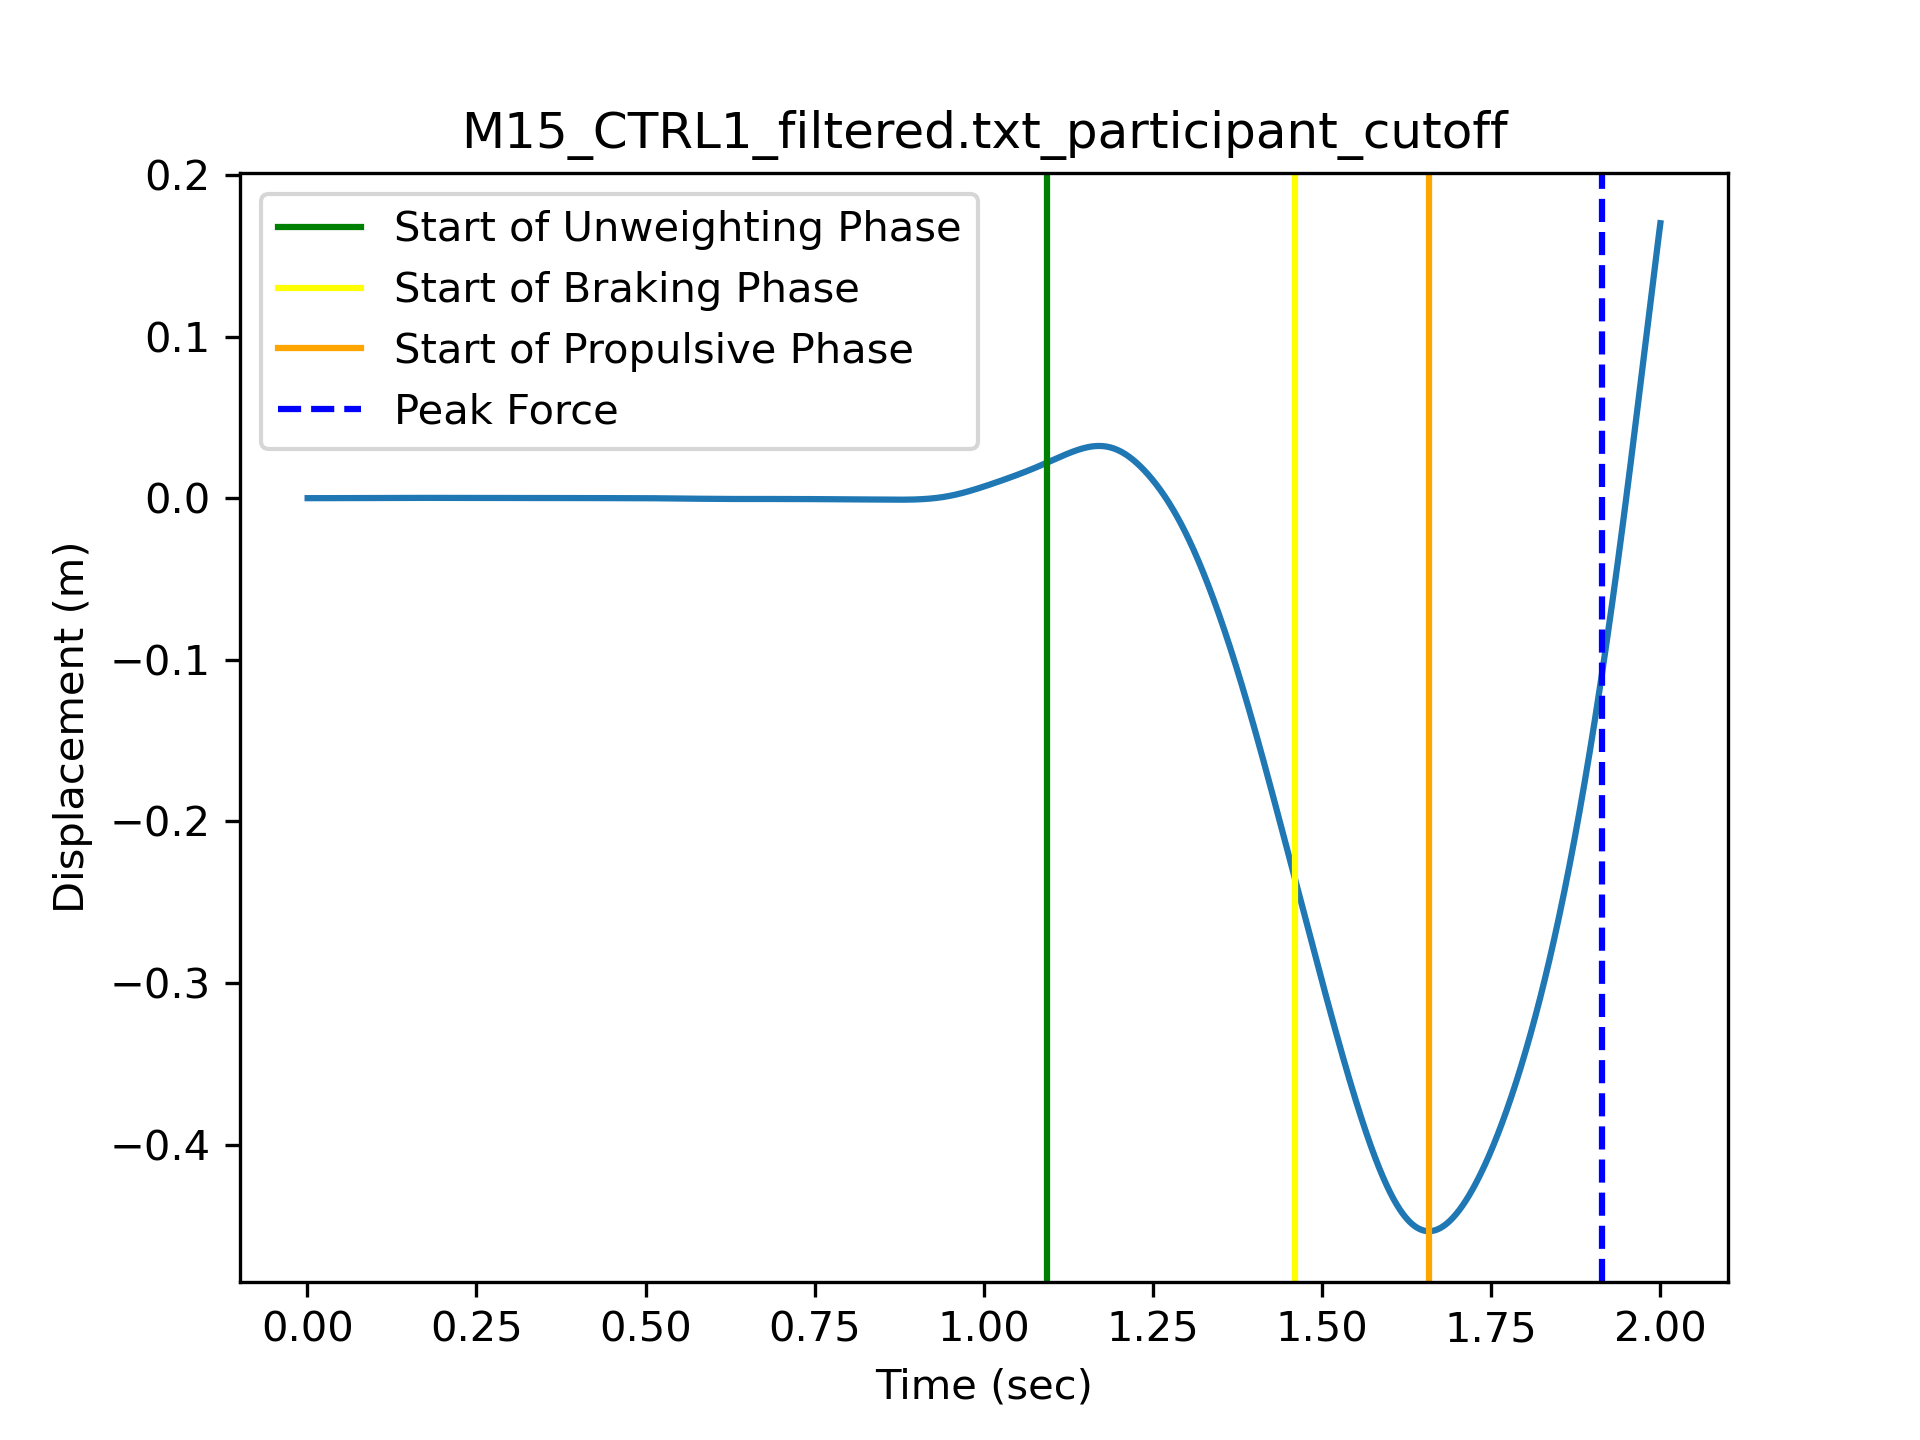 M15_CTRL1_filtered.txt_participant_cutoff
0.2
0.1
0.0
−0.1
−0.2
−0.3
−0.4
Displacement (m)
Start of Unweighting Phase
Start of Braking Phase
Start of Propulsive Phase
Peak Force
0.00 0.25 0.50 0.75 1.00 1.25 1.50 1.75 2.00
Time (sec)